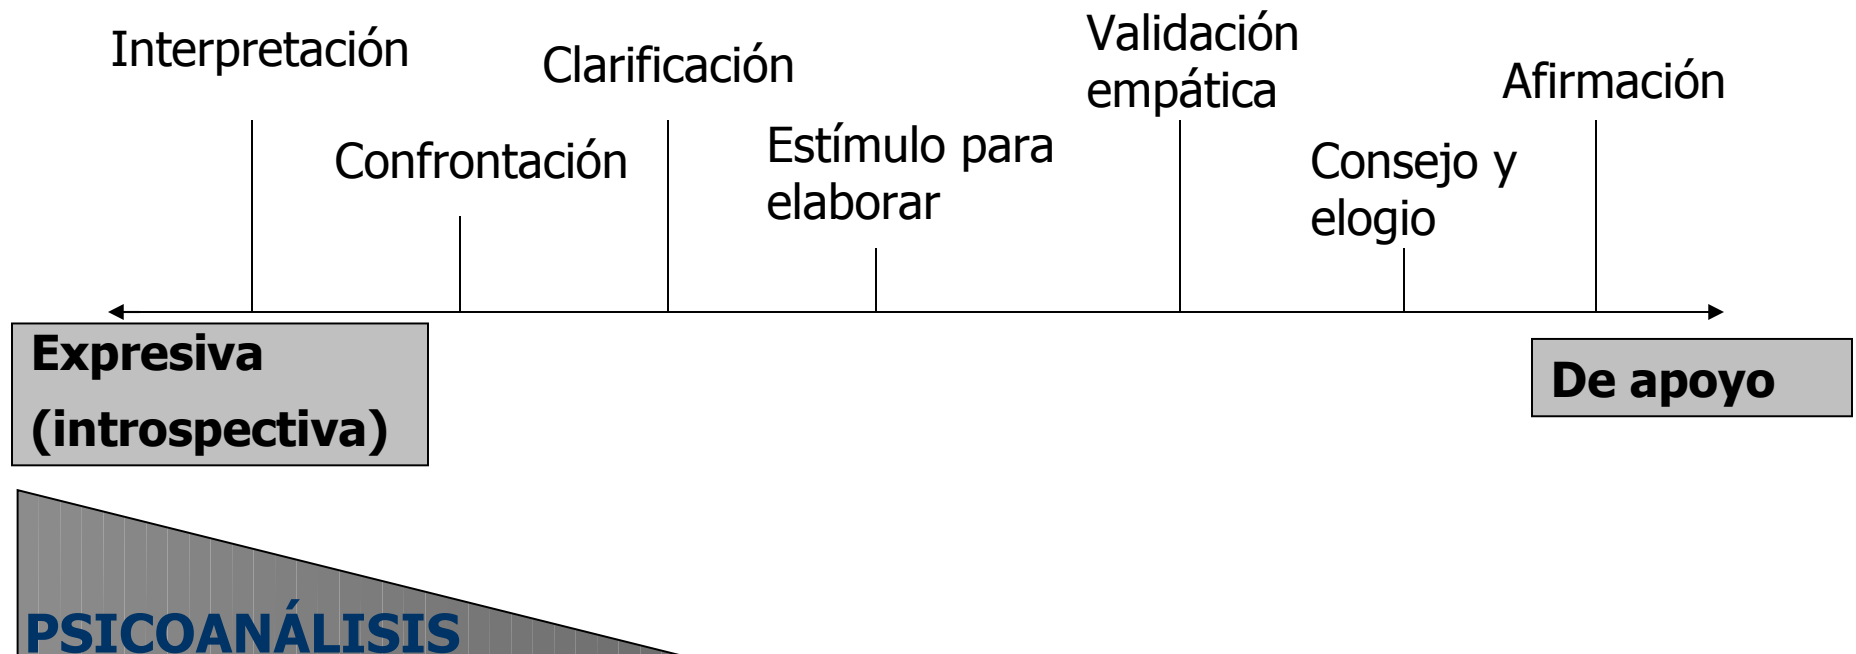 Interpretación
Confrontación
Clarificación
Estímulo para
elaborar
Validación
empática
Consejo y
elogio
Afirmación
Expresiva
(introspectiva)
De apoyo
PSICOANÁLISIS